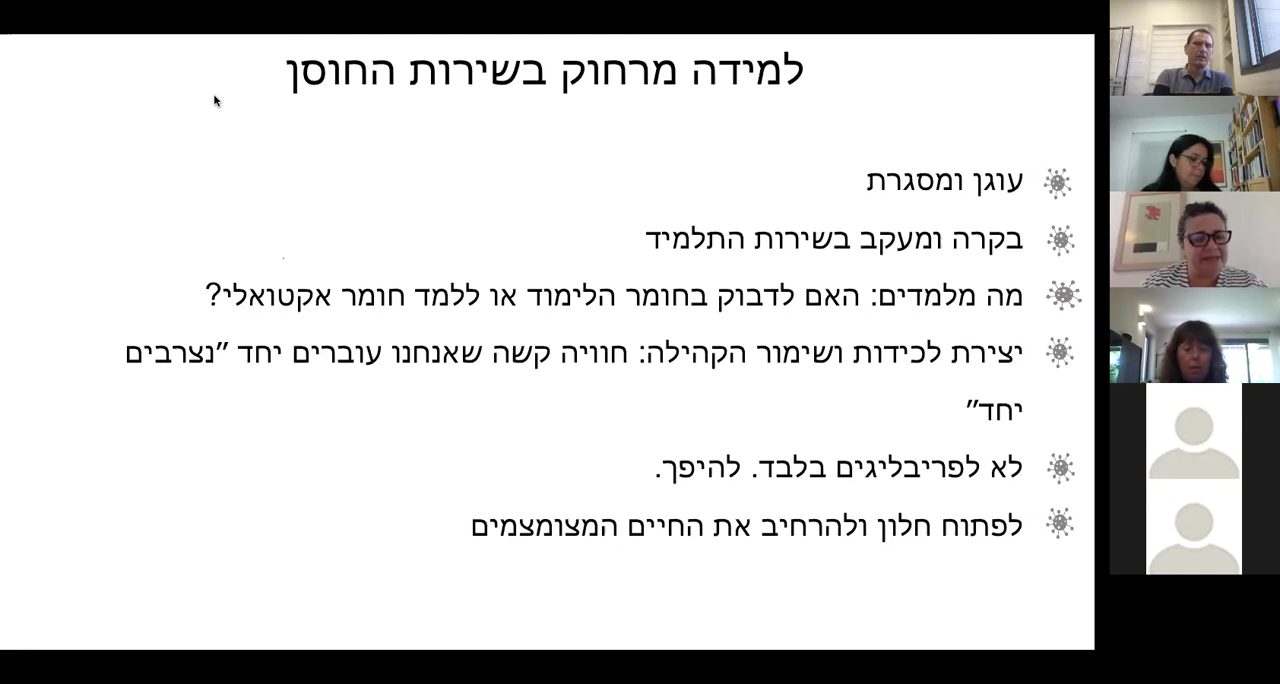 למידה מרחוק בשירות החוסן
עוגן ומסגרת
בקרה ומעקב בשירות התלמיד
מה מלמדים: האם לדבוק בחומר הלימוד או ללמד חומר אקטואלי?
יצירת לכידות ושימור הקהילה: חוויה קשה שאנחנו עוברים יחד "נצרבים
יחד"
לא לפריבליגים בלבד. להיפך.
לפתוח חלון ולהרחיב את החיים המצומצמים